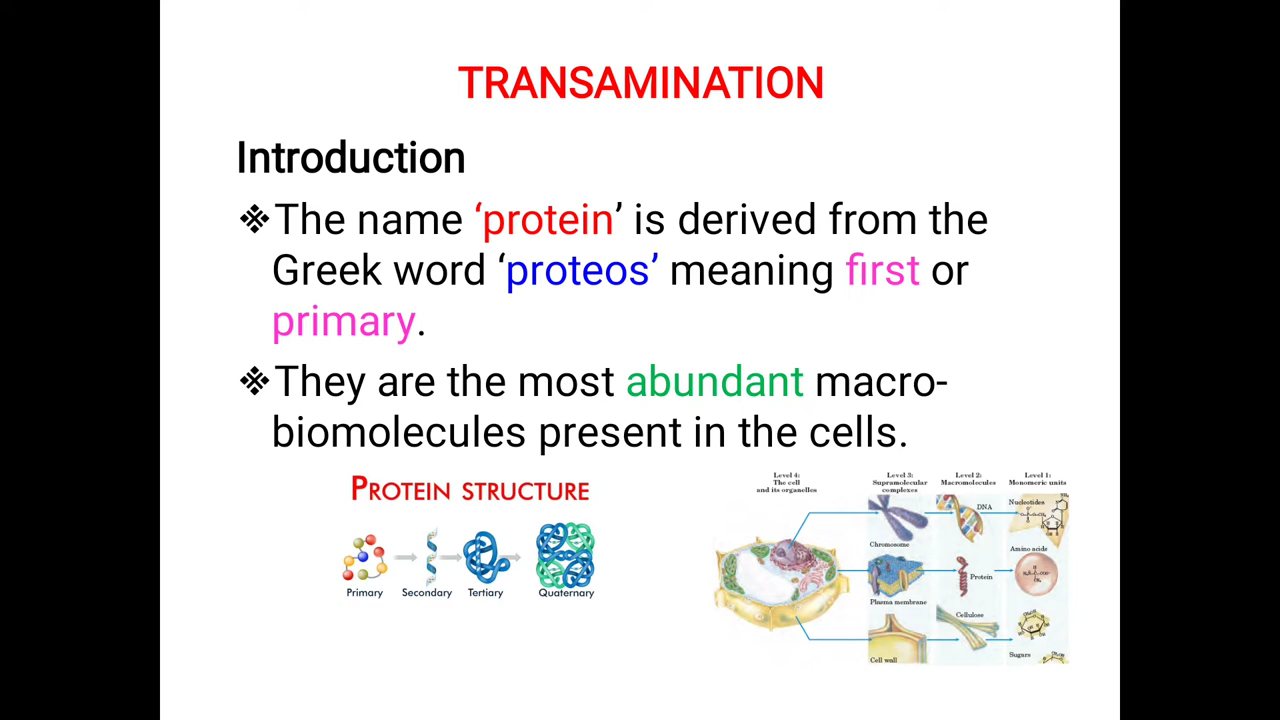 TRANSAMINATION
Introduction
❖The name ‘protein’ is derived from the
Greek word ‘proteos’ meaning first or
primary.
❖They are the most abundant macro-
biomolecules present in the cells.
PROTEIN STRUCTURE
Primary
Secondary
Tertiary
Quaternary
Level 4:
The cell
and its organelles
Level 3:
Supramolecular
complexes
Level 2:
Macromolecules
Level 1:
Monomeric units
DNA
Nucleotides
Chromosome
Amino acids
Protein
Plasma membrane
Cellulose
Cell wall
Sugars